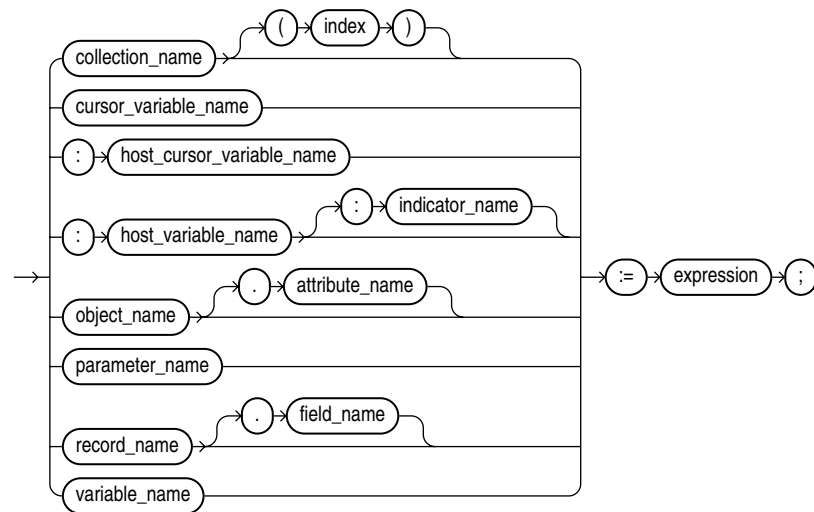 ( index )
collection_name
cursor_variable_name
: host_cursor_variable_name
: indicator_name
: host_variable_name
:= expression ;
. attribute_name
object_name
parameter_name
. field_name
record_name
variable_name